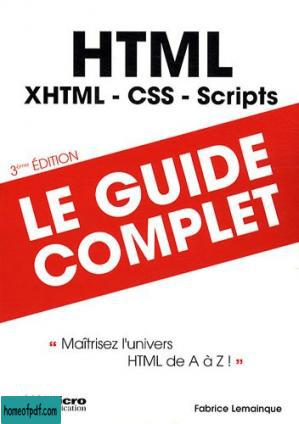 HTML
XHTML - CSS - Scripts
3ème ÉDITION
LE GUIDE
COMPLET
“ Maîtrisez l'univers
HTML de A à Z ! ”
homeofpdf.com
Fabrice Lemainque